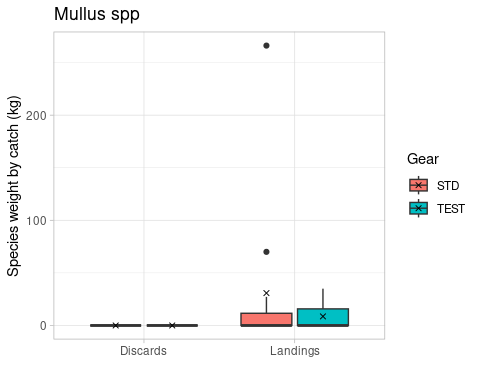 Mullus spp
Species weight by catch (kg)
200
100
0
Discards
Landings
Gear
STD
TEST